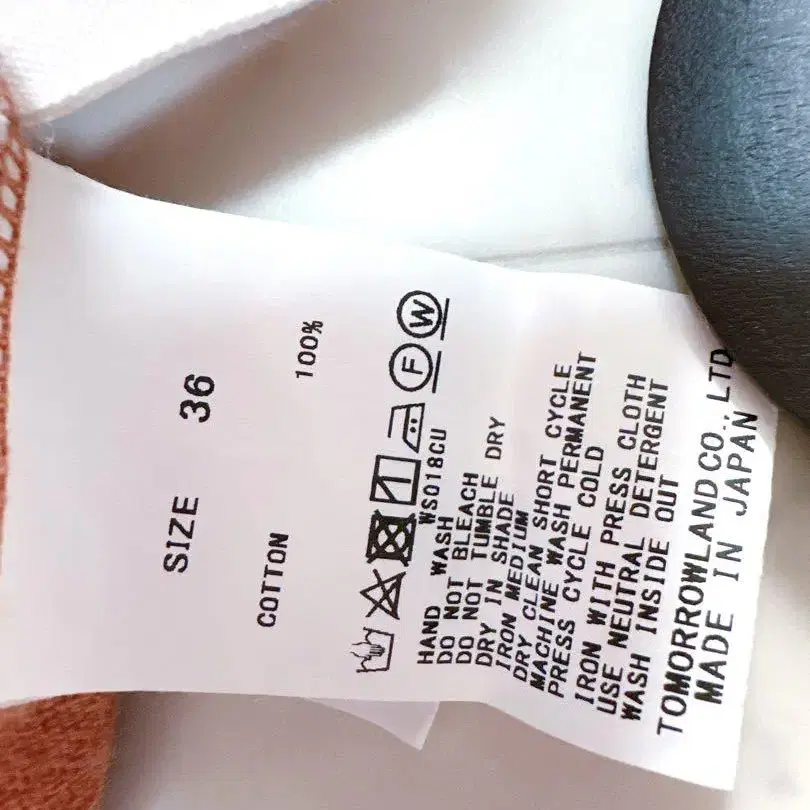 SIZE 36
COTTON 100%
F W
WS018CU
HAND WASH
DO NOT BLEACH
DO NOT TUMBLE DRY
DRY IN SHADE
IRON MEDIUM
DRY CLEAN SHORT CYCLE
MACHINE WASH PERMANENT
PRESS CYCLE COLD
IRON WITH PRESS CLOTH
USE NEUTRAL DETERGENT
WASH INSIDE OUT
TOMORROWLAND CO., LTD
MADE IN JAPAN